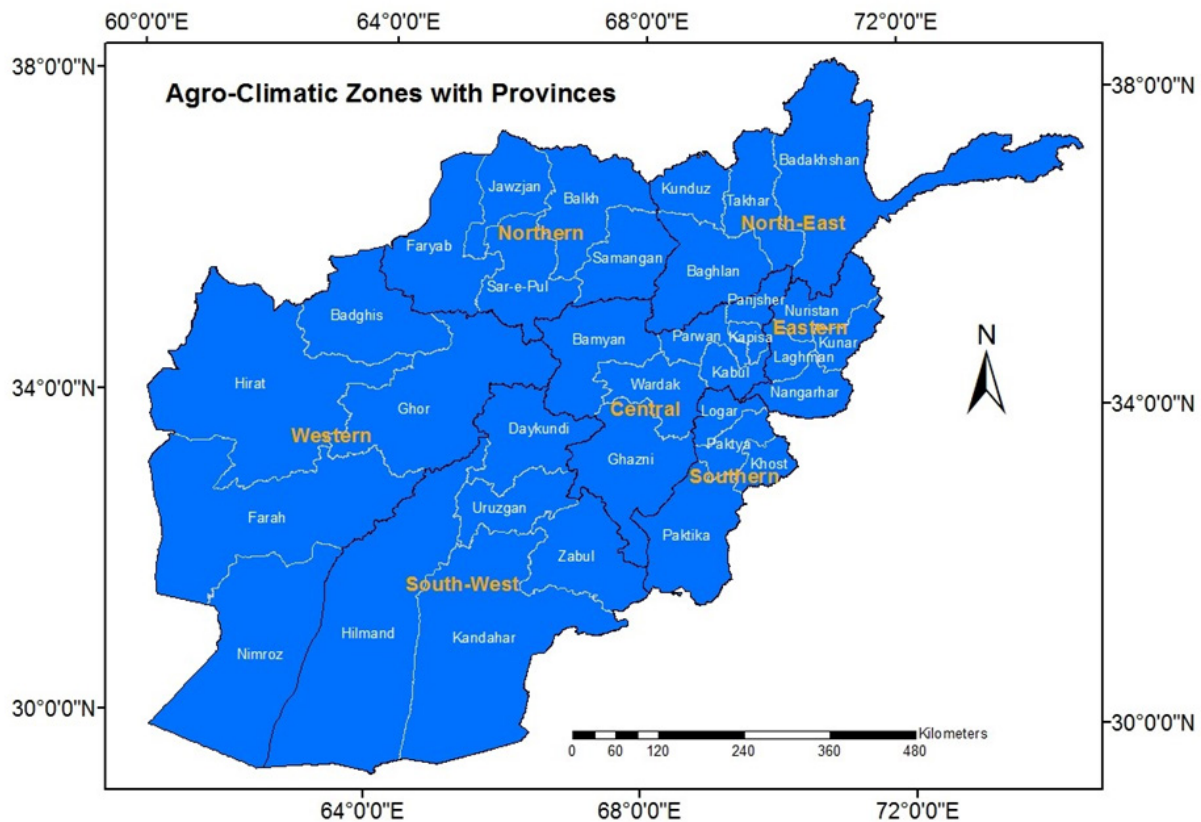 60°0'0"E 64°0'0"E 68°0'0"E 72°0'0"E
38°0'0"N
38°0'0"N
Agro-Climatic Zones with Provinces
Badakhshan
Jawzjan
Kunduz
Balkh
Takhar
North-East
Northern
Faryab
Samangan
Baghlan
Sar-e-Pul
Panjsher
Nuristan
Badghis
Eastern
Parwan
Kapisa
Bamyan
Kunar
Laghman
Kabul
Hirat
Wardak
34°0'0"N
Nangarhar
34°0'0"N
N
Ghor
Central
Logar
Daykundi
Western
Paktya
Ghazni
Khost
Southern
Uruzgan
Farah
Paktika
Zabul
South-West
Hilmand
Kandahar
Nimroz
30°0'0"N
30°0'0"N
Kilometers
0 60 120 240 360 480
64°0'0"E 68°0'0"E 72°0'0"E